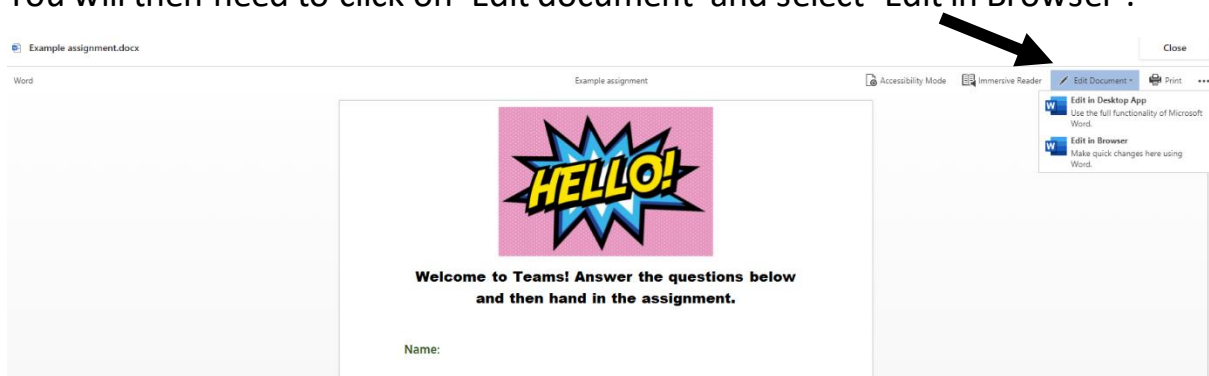 You will then need to click on 'Edit document' and select 'Edit in Browser'.
Example assignment.docx
Close
Word
Example assignment
Accessibility Mode
Immersive Reader
Edit Document
Print
Edit in Desktop App
Use the full functionality of Microsoft
Word.
Edit in Browser
Make quick changes here using
Word.
HELLO!
Welcome to Teams! Answer the questions below
and then hand in the assignment.
Name: